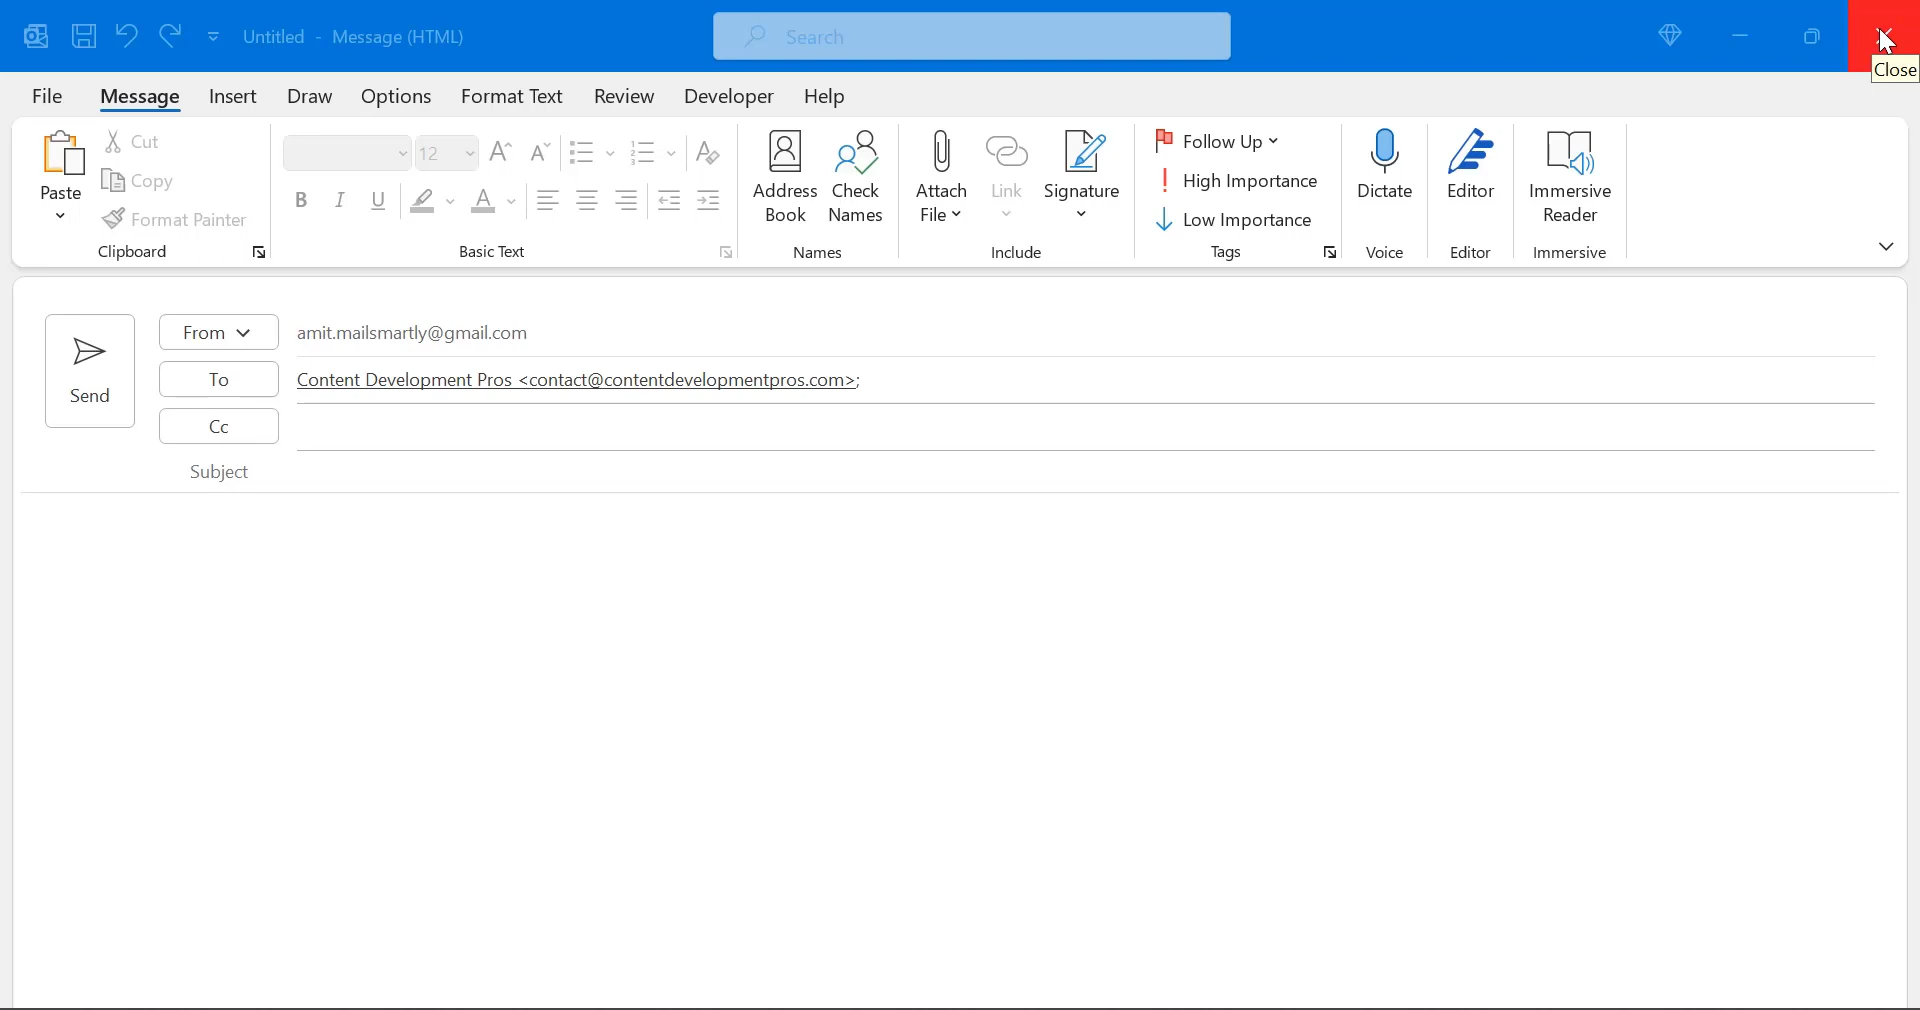 Untitled - Message (HTML)
Search
Close
File Message Insert Draw Options Format Text Review Developer Help
Paste
Cut
Copy
Format Painter
Clipboard
12
B I U A
Basic Text
Address Book
Check Names
Names
Attach File
Link
Signature
Include
Follow Up
High Importance
Low Importance
Tags
Dictate
Voice
Editor
Editor
Immersive Reader
Immersive
Send
From amit.mailsmartly@gmail.com
To Content Development Pros <contact@contentdevelopmentpros.com>;
Cc
Subject